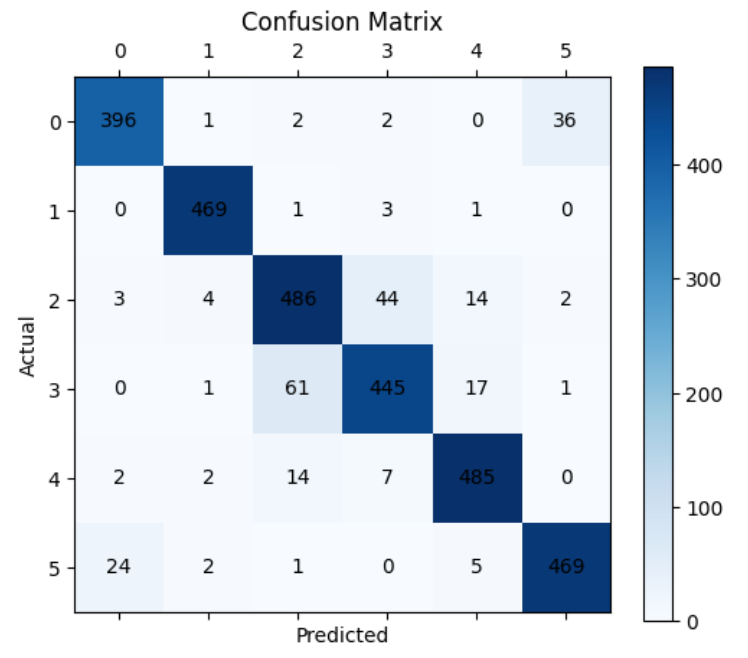 Confusion Matrix
0 1 2 3 4 5
0 396 1 2 2 0 36
400
1 0 469 1 3 1 0
300
2 3 4 486 44 14 2
Actual
200
3 0 1 61 445 17 1
100
4 2 2 14 7 485 0
5 24 2 1 0 5 469
0
Predicted